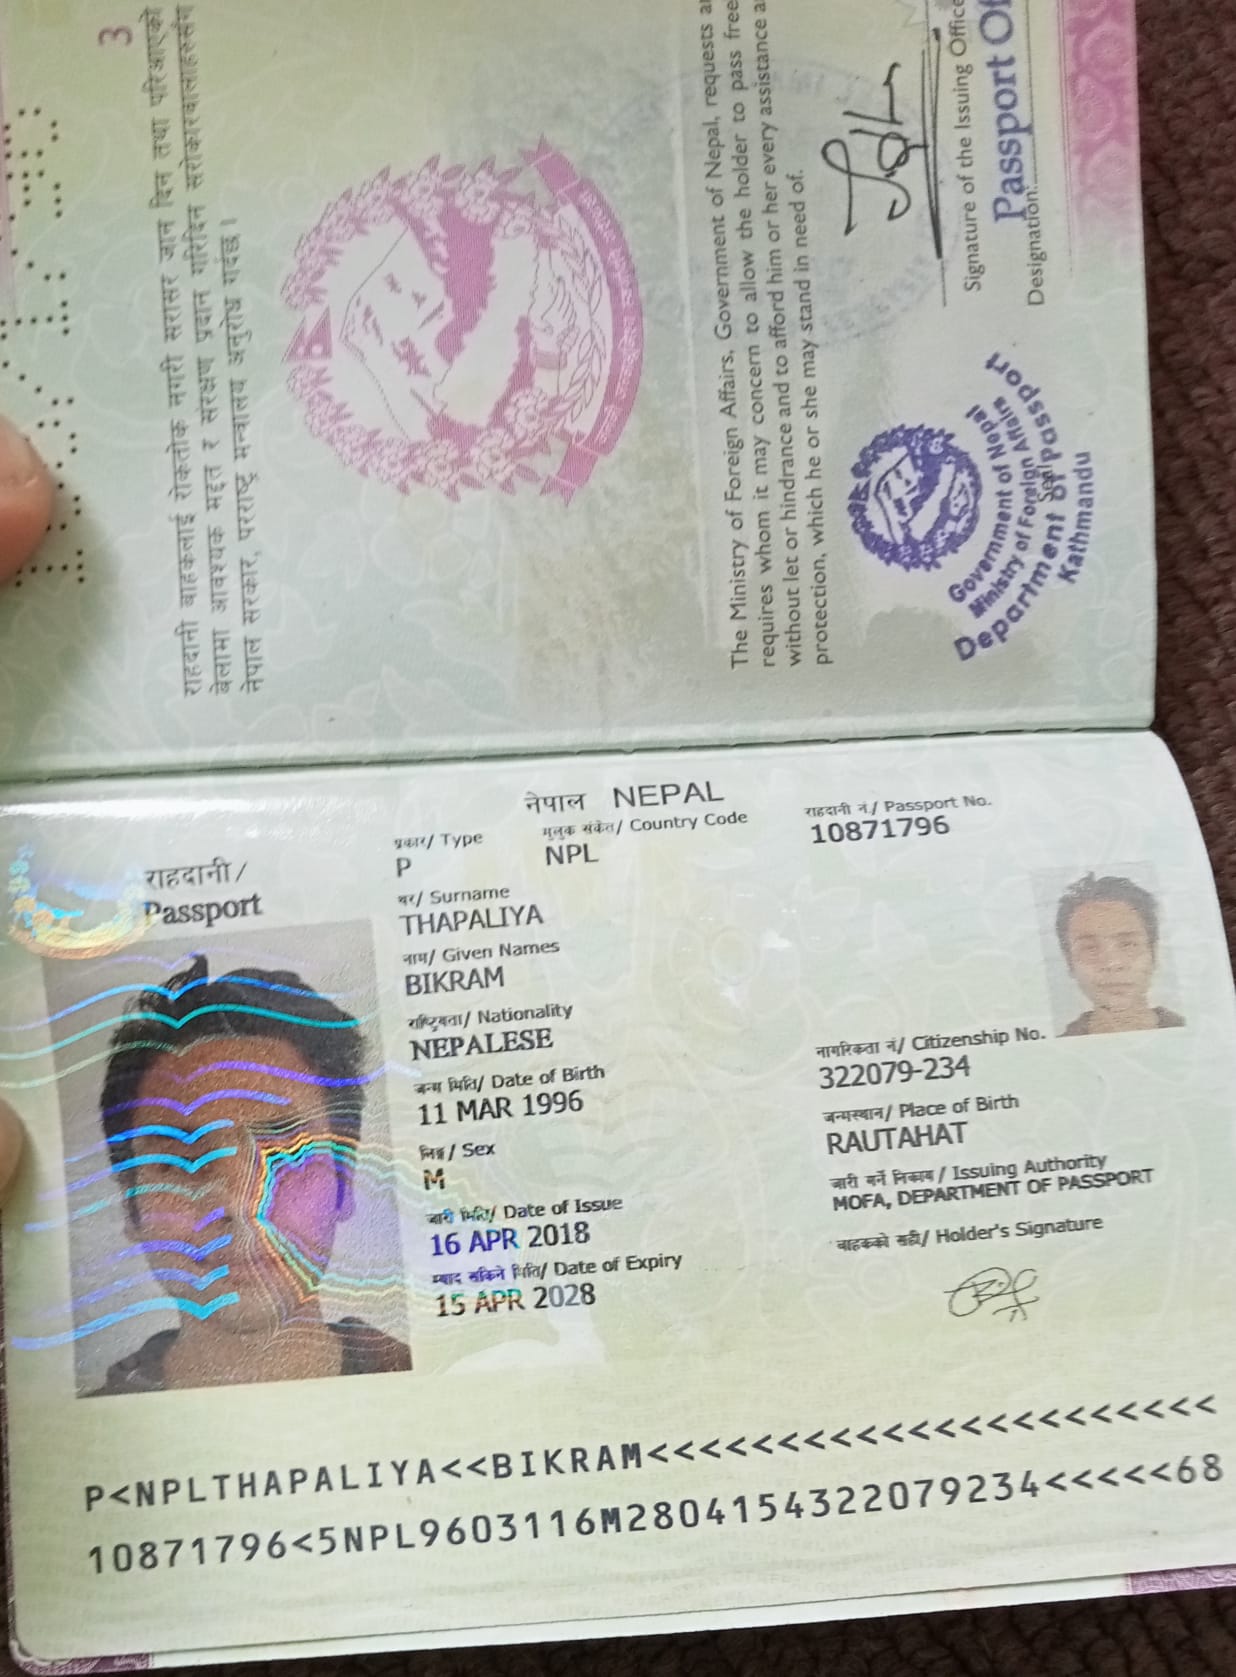 3
राहदानी बाहकलाई रोकतोक नगरी सरासर जान दिन तथा परिआएको
बेलामा आवश्यक मद्दत र संरक्षण प्रदान गरिदिन सरोकारवालाहरूसँग
नेपाल सरकार, परराष्ट्र मन्त्रालय अनुरोध गर्दछ ।
The Ministry of Foreign Affairs, Government of Nepal, requests
requires whom it may concern to allow the holder to pass
without let or hindrance and to afford him or her every assistance
protection, which he or she may stand in need of.
Signature of the Issuing
Passport
Designation:
Government of Nepal
Ministry of Foreign Affairs
Department of Passport
Seal
Kathmandu
नेपाल NEPAL
राहदानी/
Passport
प्रकार/ Type
P
मुलुक संकेत/ Country Code
NPL
राहदानी नं./ Passport No.
10871796
थर/ Surname
THAPALIYA
नाम/ Given Names
BIKRAM
राष्ट्रियता/ Nationality
NEPALESE
जन्म मिति/ Date of Birth
11 MAR 1996
नागरिकता नं/ Citizenship No.
322079-234
लिङ्ग/ Sex
M
जन्मस्थान/ Place of Birth
RAUTAHAT
जारी मिति/ Date of Issue
16 APR 2018
जारी गर्ने निकाय/ Issuing Authority
MOFA, DEPARTMENT OF PASSPORT
म्याद सकिने मिति/ Date of Expiry
15 APR 2028
बाहकको सही/ Holder's Signature
P<NPLTHAPALIYA<<BIKRAM<<<<<<<<<<<<<<<<<<<<<<
10871796<5NPL9603116M2804154322079234<<<<<68